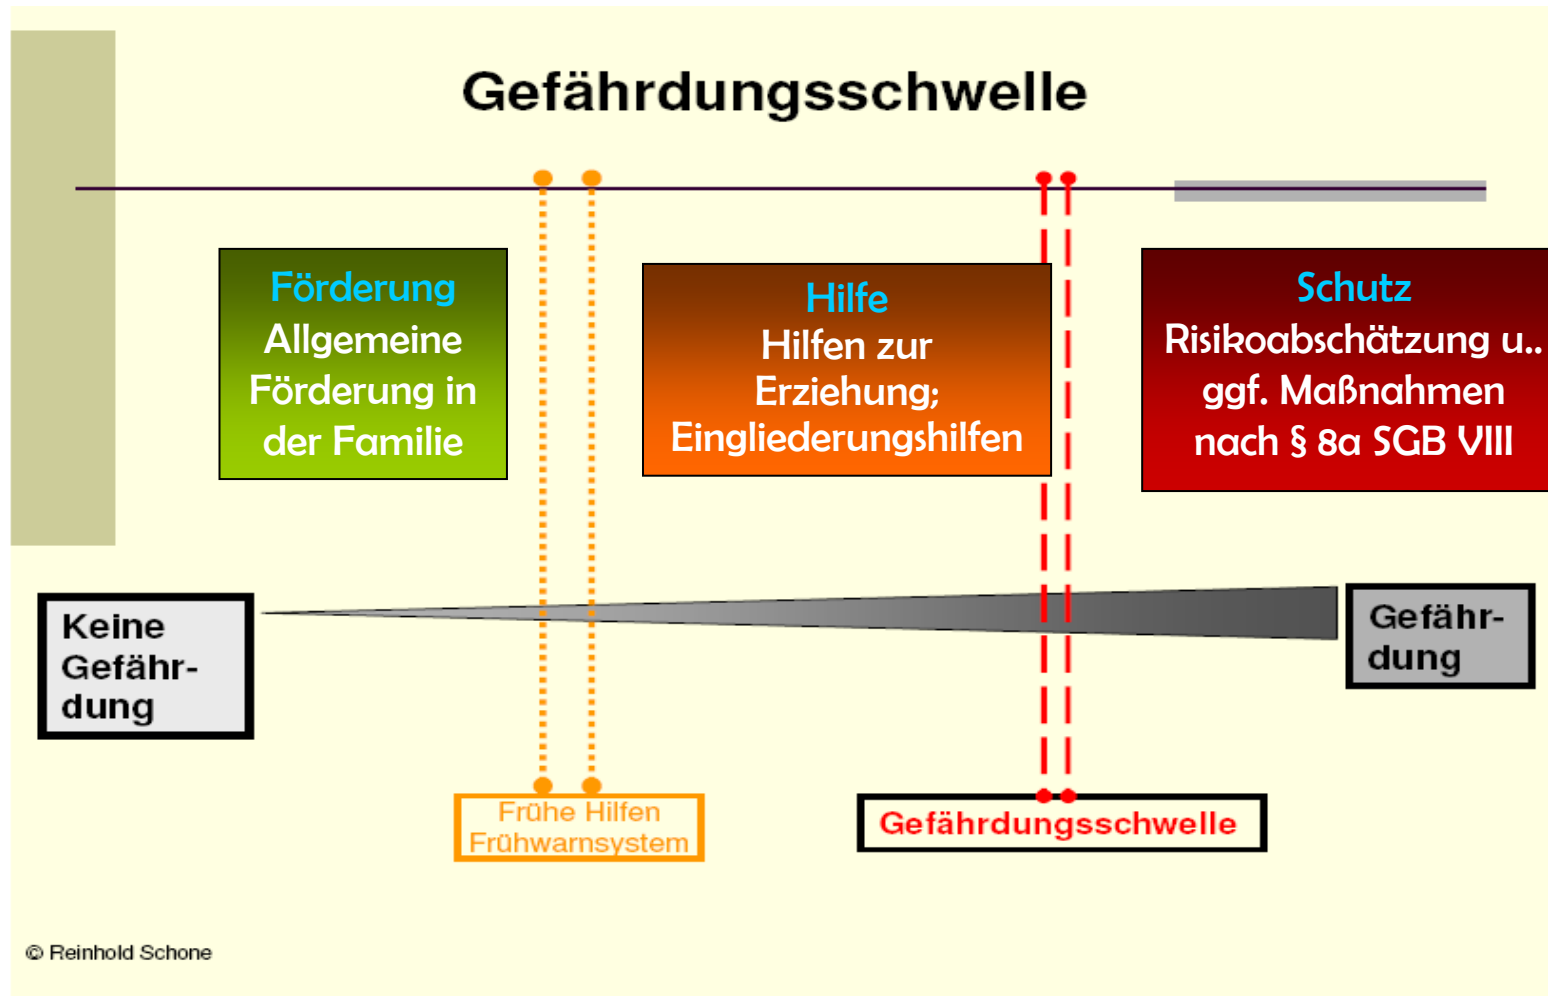 Gefährdungsschwelle
Förderung
Allgemeine
Förderung in
der Familie
Hilfe
Hilfen zur
Erziehung;
Eingliederungshilfen
Schutz
Risikoabschätzung u..
ggf. Maßnahmen
nach § 8a SGB VIII
Keine
Gefähr-
dung
Gefähr-
dung
Frühe Hilfen
Frühwarnsystem
Gefährdungsschwelle
© Reinhold Schone